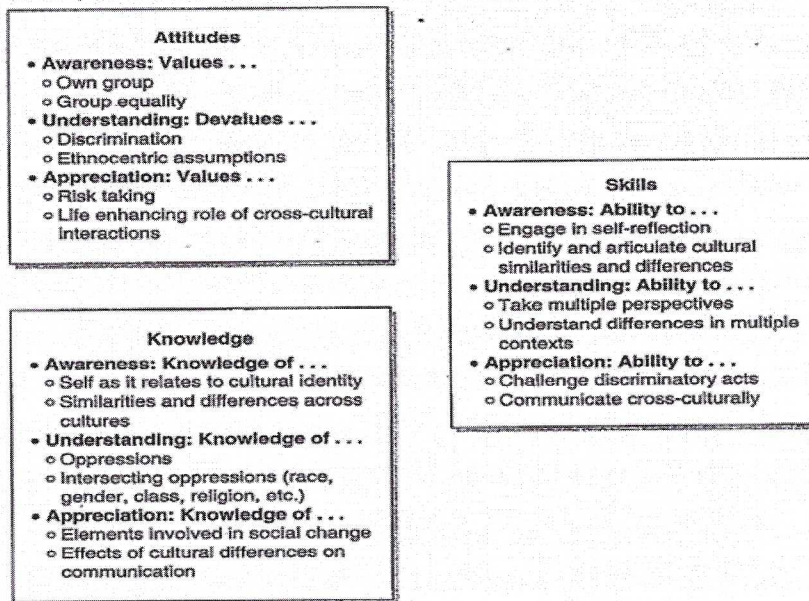 Attitudes
• Awareness: Values . . .
o Own group
o Group equality
• Understanding: Devalues . . .
o Discrimination
o Ethnocentric assumptions
• Appreciation: Values . . .
o Risk taking
o Life enhancing role of cross-cultural
interactions
Knowledge
• Awareness: Knowledge of . . .
o Self as it relates to cultural identity
o Similarities and differences across
cultures
• Understanding: Knowledge of . . .
o Oppressions
o Intersecting oppressions (race,
gender, class, religion, etc.)
• Appreciation: Knowledge of . . .
o Elements involved in social change
o Effects of cultural differences on
communication
Skills
• Awareness: Ability to . . .
o Engage in self-reflection
o Identify and articulate cultural
similarities and differences
• Understanding: Ability to . . .
o Take multiple perspectives
o Understand differences in multiple
contexts
• Appreciation: Ability to . . .
o Challenge discriminatory acts
o Communicate cross-culturally